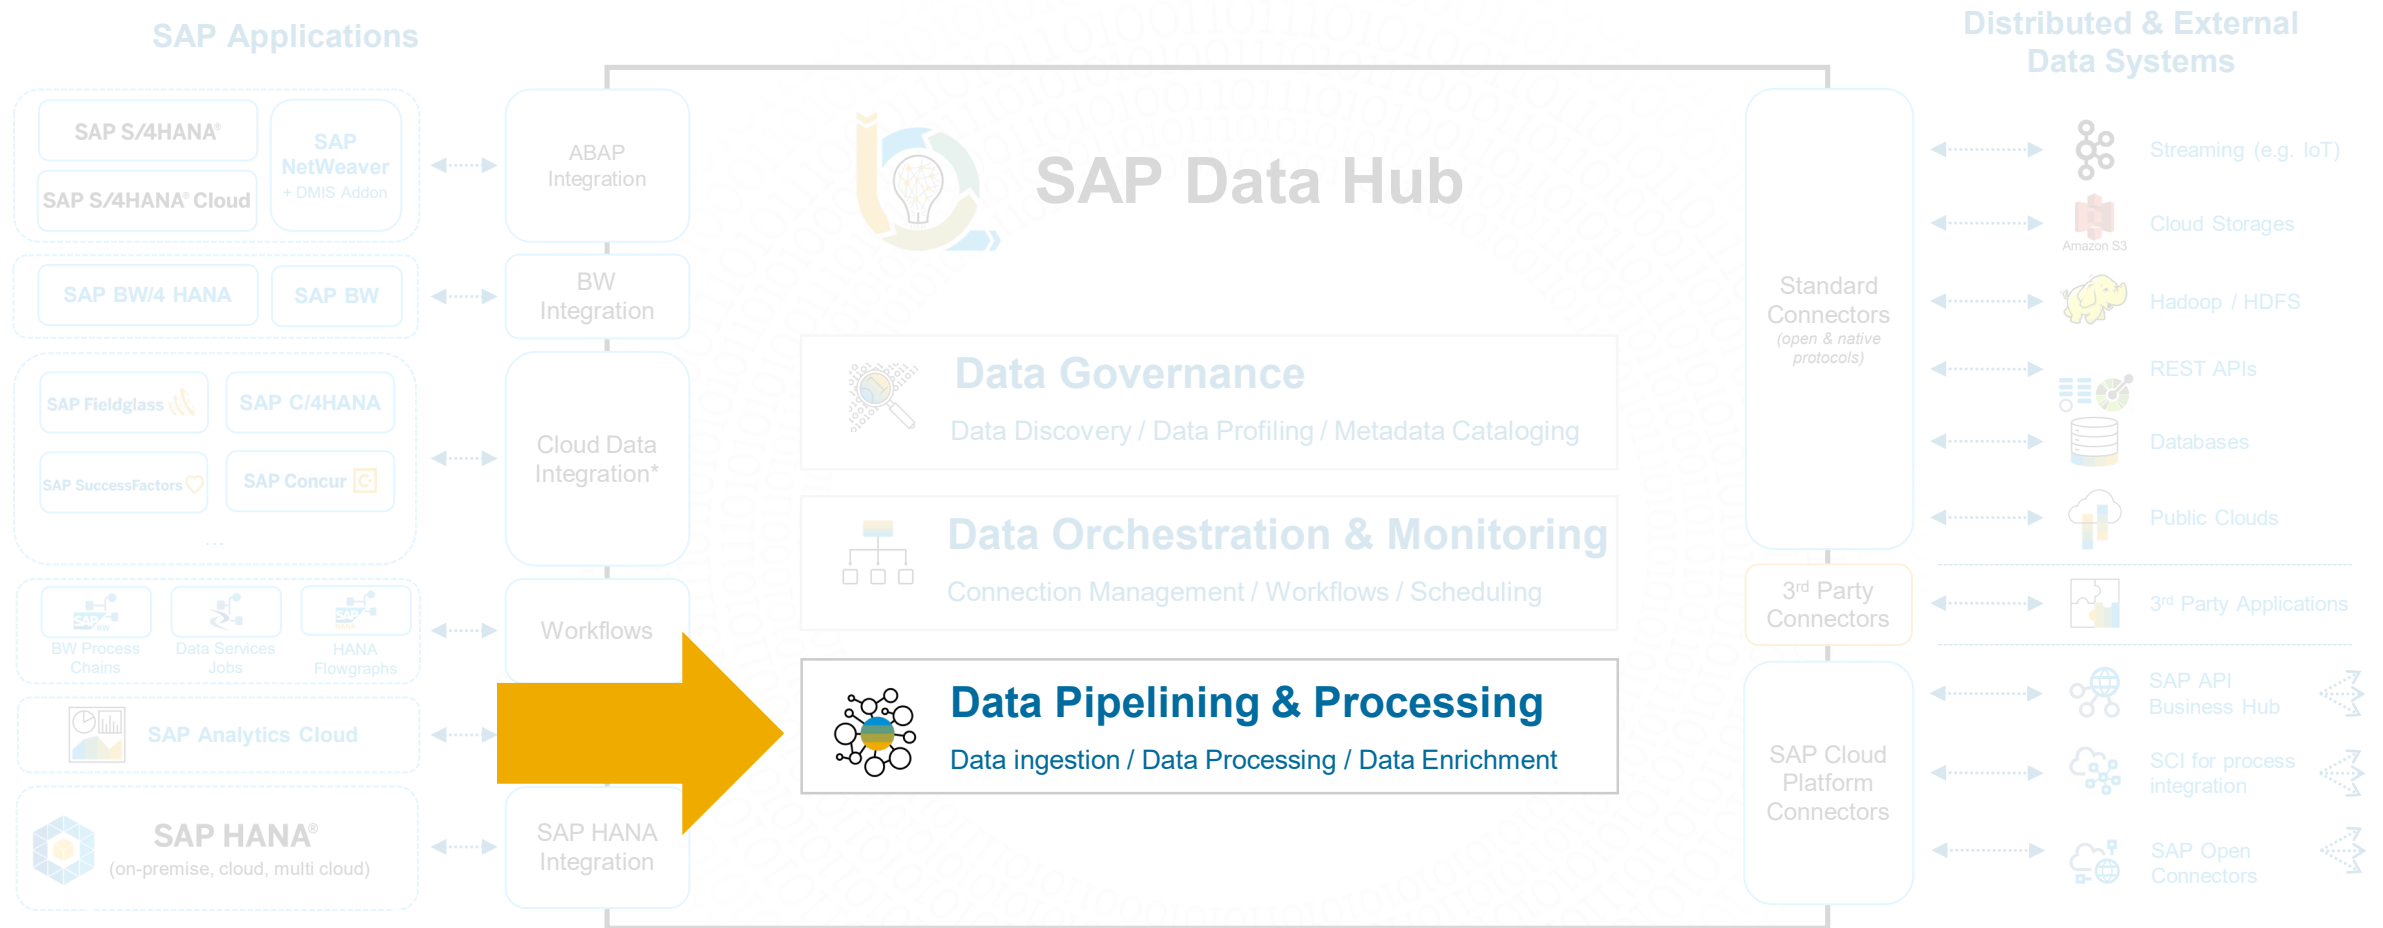 SAP Applications
SAP S/4HANA®
SAP S/4HANA® Cloud
SAP
NetWeaver
+ DMIS Addon
SAP BW/4 HANA
SAP BW
SAP Fieldglass
SAP C/4HANA
SAP SuccessFactors
SAP Concur
C.
...
SAP BW
SAP HANA
BW Process
Chains
Data Services
Jobs
HANA
Flowgraphs
SAP Analytics Cloud
SAP HANA®
(on-premise, cloud, multi cloud)
ABAP
Integration
BW
Integration
Cloud Data
Integration*
Workflows
SAP HANA
Integration
SAP Data Hub
Data Governance
Data Discovery / Data Profiling / Metadata Cataloging
Data Orchestration & Monitoring
Connection Management / Workflows / Scheduling
Data Pipelining & Processing
Data ingestion / Data Processing / Data Enrichment
Standard
Connectors
(open & native
protocols)
3rd Party
Connectors
SAP Cloud
Platform
Connectors
Distributed & External
Data Systems
Streaming (e.g. IoT)
Amazon S3
Cloud Storages
Hadoop / HDFS
REST APIs
Databases
Public Clouds
3rd Party Applications
SAP API
Business Hub
SCI for process
integration
SAP Open
Connectors